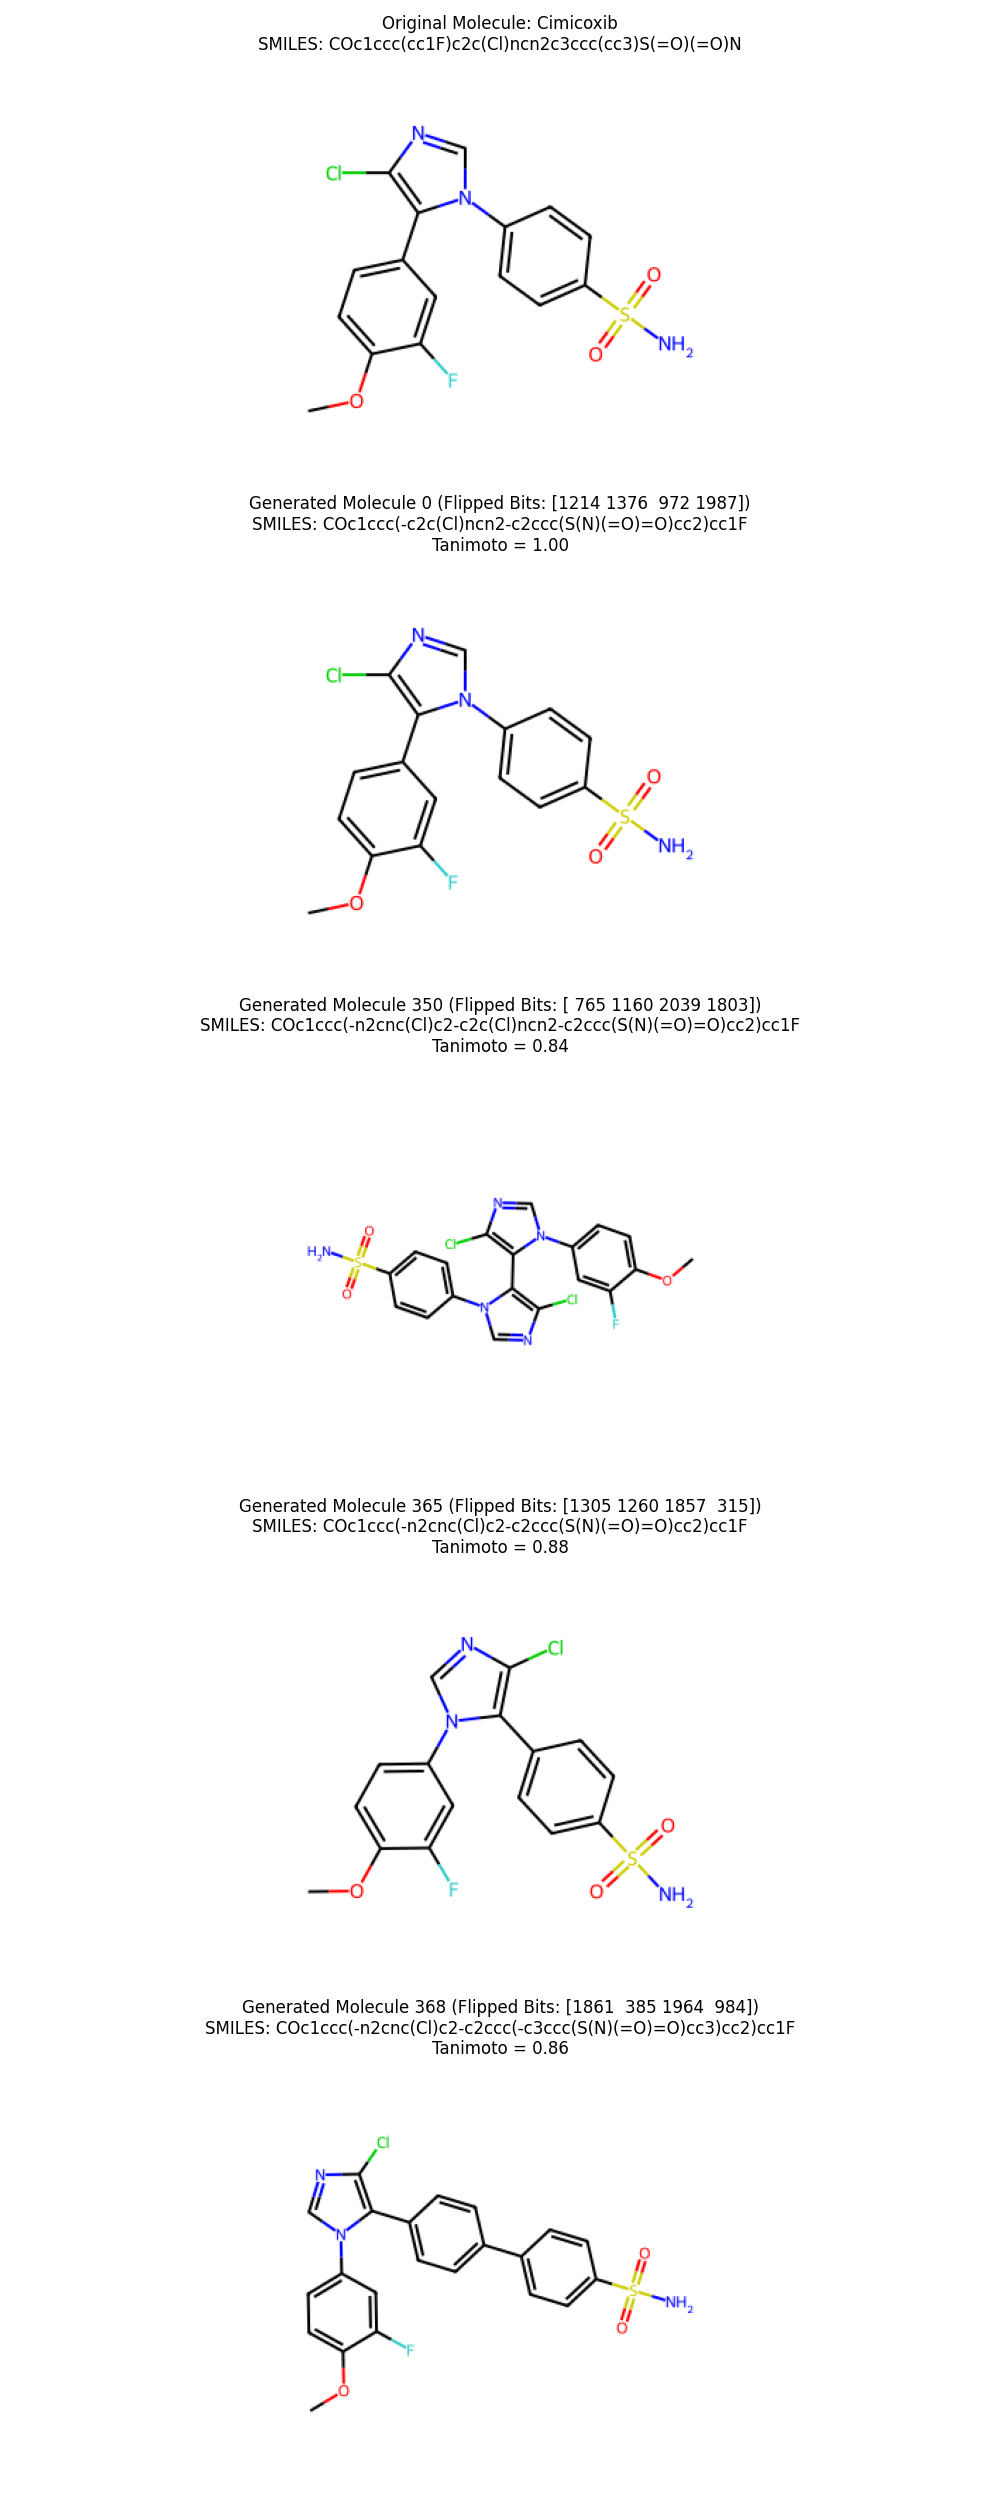 Original Molecule: Cimicoxib
SMILES: COc1ccc(cc1F)c2c(Cl)ncn2c3ccc(cc3)S(=O)(=O)N
N
Cl
N
O
S
O
NH2
F
O
Generated Molecule 0 (Flipped Bits: [1214 1376  972 1987])
SMILES: COc1ccc(-c2c(Cl)ncn2-c2ccc(S(N)(=O)=O)cc2)cc1F
Tanimoto = 1.00
N
Cl
N
O
S
O
NH2
F
O
Generated Molecule 350 (Flipped Bits: [ 765 1160 2039 1803])
SMILES: COc1ccc(-n2cnc(Cl)c2-c2c(Cl)ncn2-c2ccc(S(N)(=O)=O)cc2)cc1F
Tanimoto = 0.84
N
O
N
Cl
H2N
S
O
O
Cl
N
F
N
Generated Molecule 365 (Flipped Bits: [1305 1260 1857  315])
SMILES: COc1ccc(-n2cnc(Cl)c2-c2ccc(S(N)(=O)=O)cc2)cc1F
Tanimoto = 0.88
N
Cl
N
O
S
O
NH2
F
O
Generated Molecule 368 (Flipped Bits: [1861  385 1964  984])
SMILES: COc1ccc(-n2cnc(Cl)c2-c2ccc(-c3ccc(S(N)(=O)=O)cc3)cc2)cc1F
Tanimoto = 0.86
Cl
N
N
O
S
NH2
O
F
O